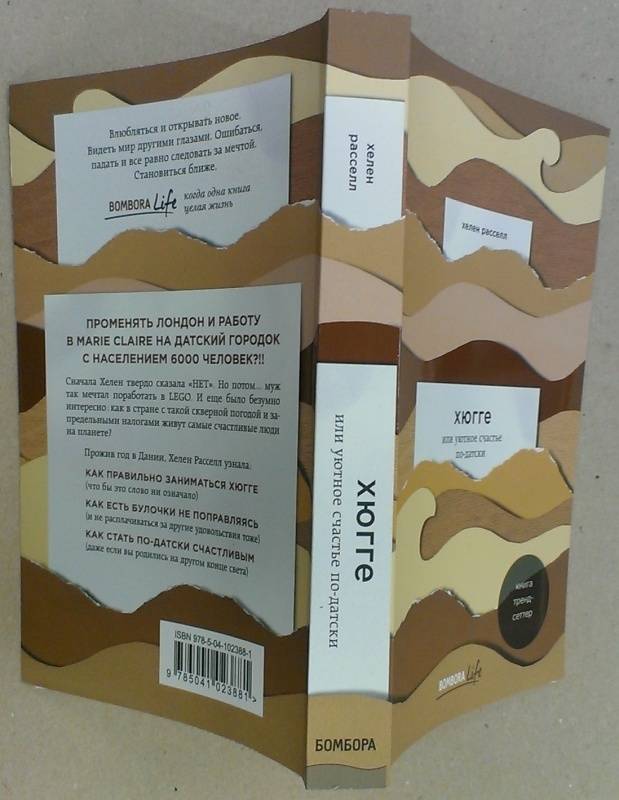 Влюбляться и открывать новое.
Видеть мир другими глазами. Ошибаться,
падать и все равно следовать за мечтой.
Становиться ближе.
BOMBORA Life
когда одна книга
целая жизнь
ПРОМЕНЯТЬ ЛОНДОН И РАБОТУ
В MARIE CLAIRE НА ДАТСКИЙ ГОРОДОК
С НАСЕЛЕНИЕМ 6000 ЧЕЛОВЕК?!!
Сначала Хелен твердо сказала «НЕТ». Но потом... муж
так мечтал поработать в LEGO. И еще было безумно
интересно: как в стране с такой скверной погодой и за-
предельными налогами живут самые счастливые люди
на планете?
Прожив год в Дании, Хелен Расселл узнала:
КАК ПРАВИЛЬНО ЗАНИМАТЬСЯ ХЮГГЕ
(что бы это слово ни означало)
КАК ЕСТЬ БУЛОЧКИ НЕ ПОПРАВЛЯЯСЬ
(и не расплачиваться за другие удовольствия тоже)
КАК СТАТЬ ПО-ДАТСКИ СЧАСТЛИВЫМ
(даже если вы родились на другом конце света)
ISBN 978-5-04-102388-1
9 785041 023881 >
хелен
расселл
ХЮГГЕ
или уютное счастье по-датски
БОМБОРА
хелен расселл
хюгге
или уютное счастье
по-датски
книга
тренд-
сеттер
BOMBORA Life